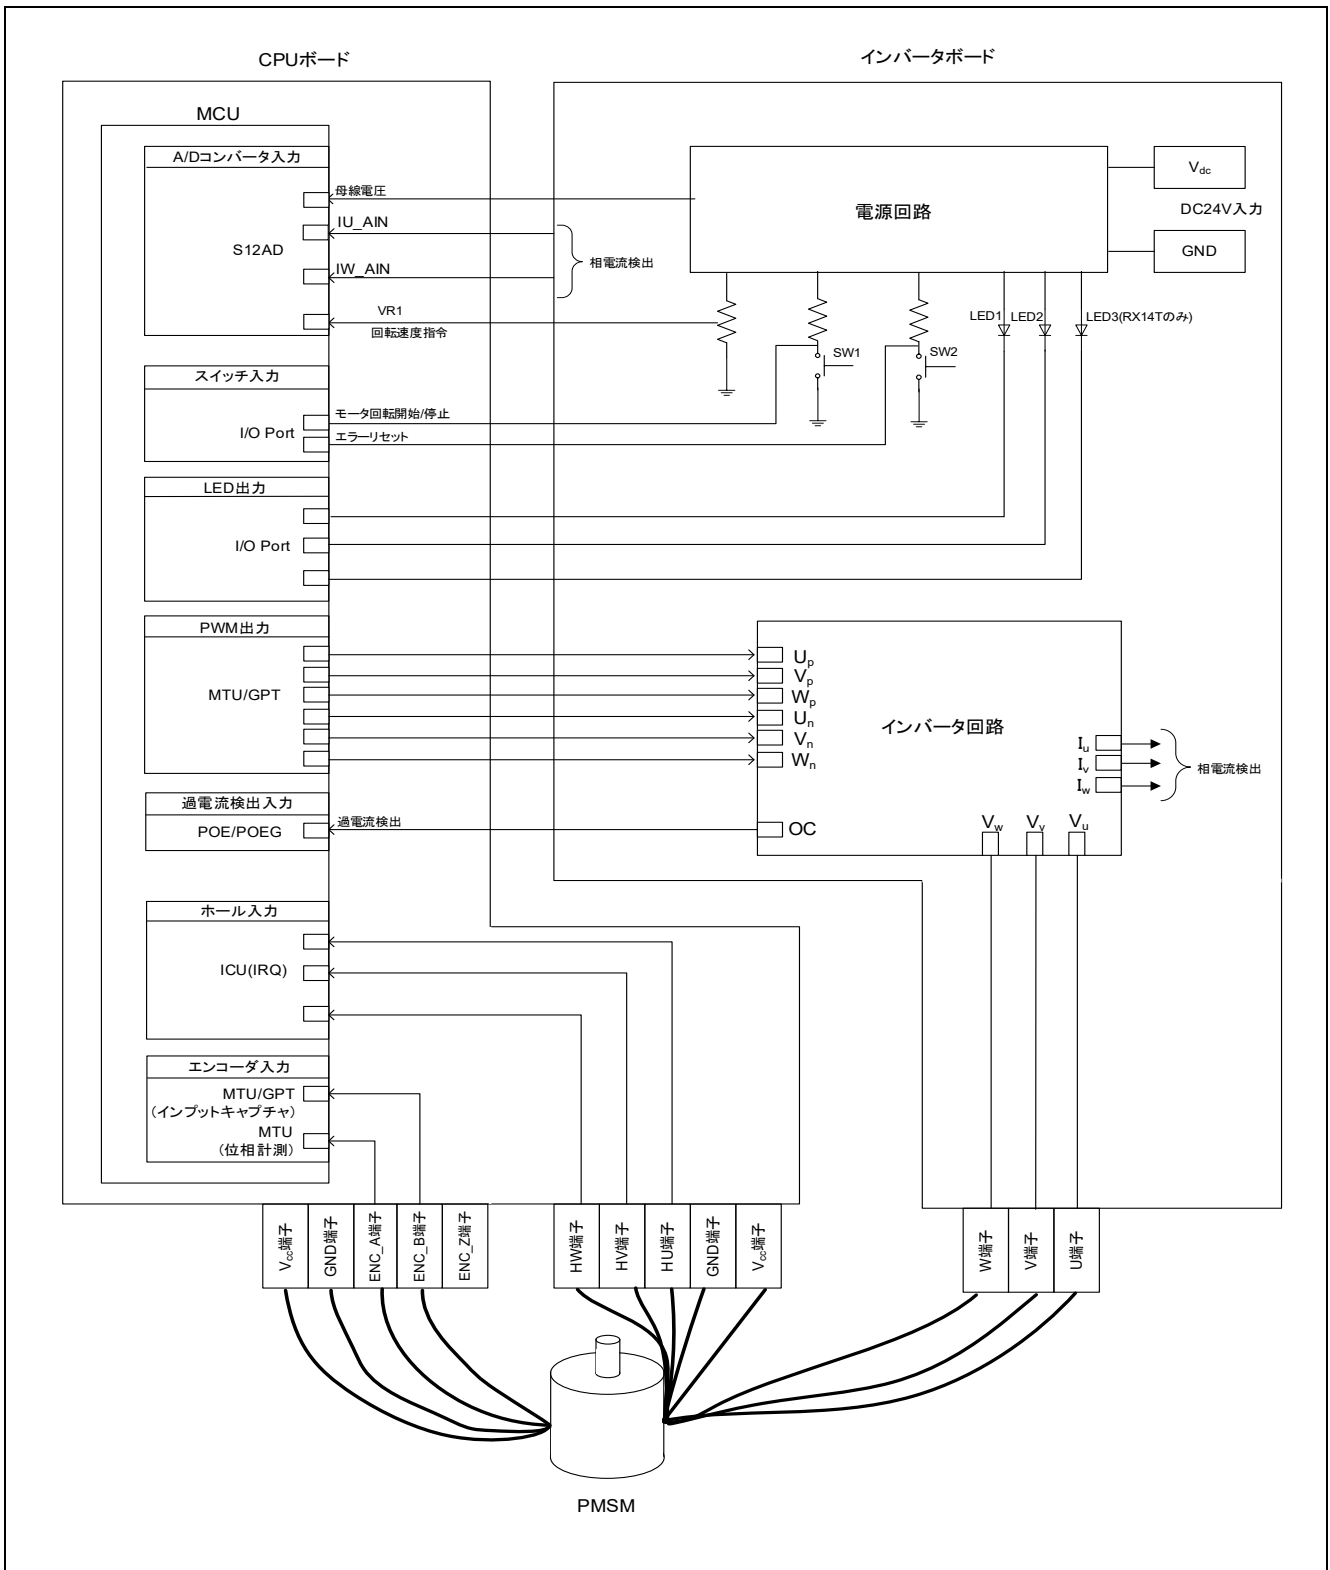 CPUボード
インバータボード
MCU
A/Dコンバータ入力
S12AD
母線電圧
IU_AIN
IW_AIN
相電流検出
VR1
回転速度指令
電源回路
Vdc
DC24V入力
GND
SW1
SW2
LED1
LED2
LED3(RX14Tのみ)
スイッチ入力
I/O Port
モータ回転開始/停止
エラーリセット
LED出力
I/O Port
PWM出力
MTU/GPT
Up
Vp
Wp
Un
Vn
Wn
インバータ回路
Iu
Iv
Iw
相電流検出
過電流検出入力
POE/POEG
過電流検出
OC
Vw
Vv
Vu
ホール入力
ICU(IRQ)
エンコーダ入力
MTU/GPT
(インプットキャプチャ)
MTU
(位相計測)
Vcc端子
GND端子
ENC_A端子
ENC_B端子
ENC_Z端子
HW端子
HV端子
HU端子
GND端子
Vcc端子
W端子
V端子
U端子
PMSM